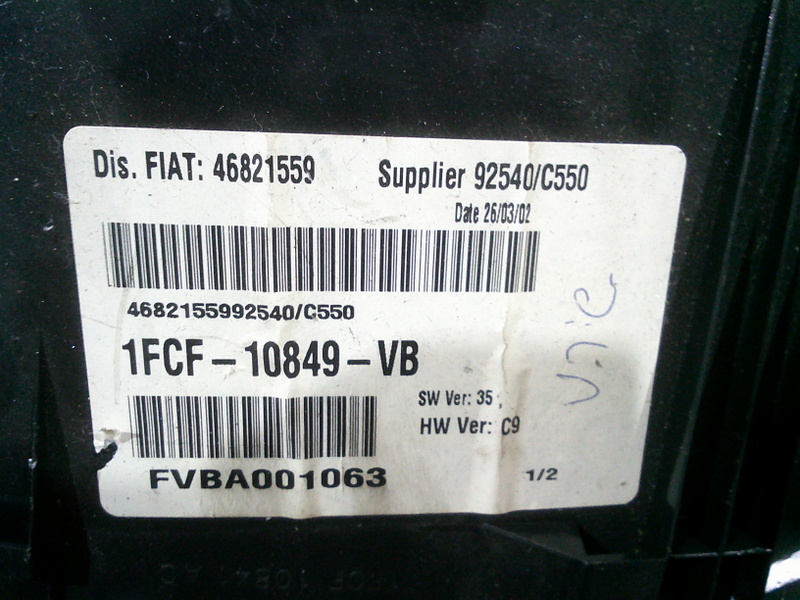 Dis. FIAT: 46821559 Supplier 92540/C550
Date 26/03/02
4682155992540/C550
1FCF-10849-VB
SW Ver: 35
HW Ver: C9
FVBA001063 1/2